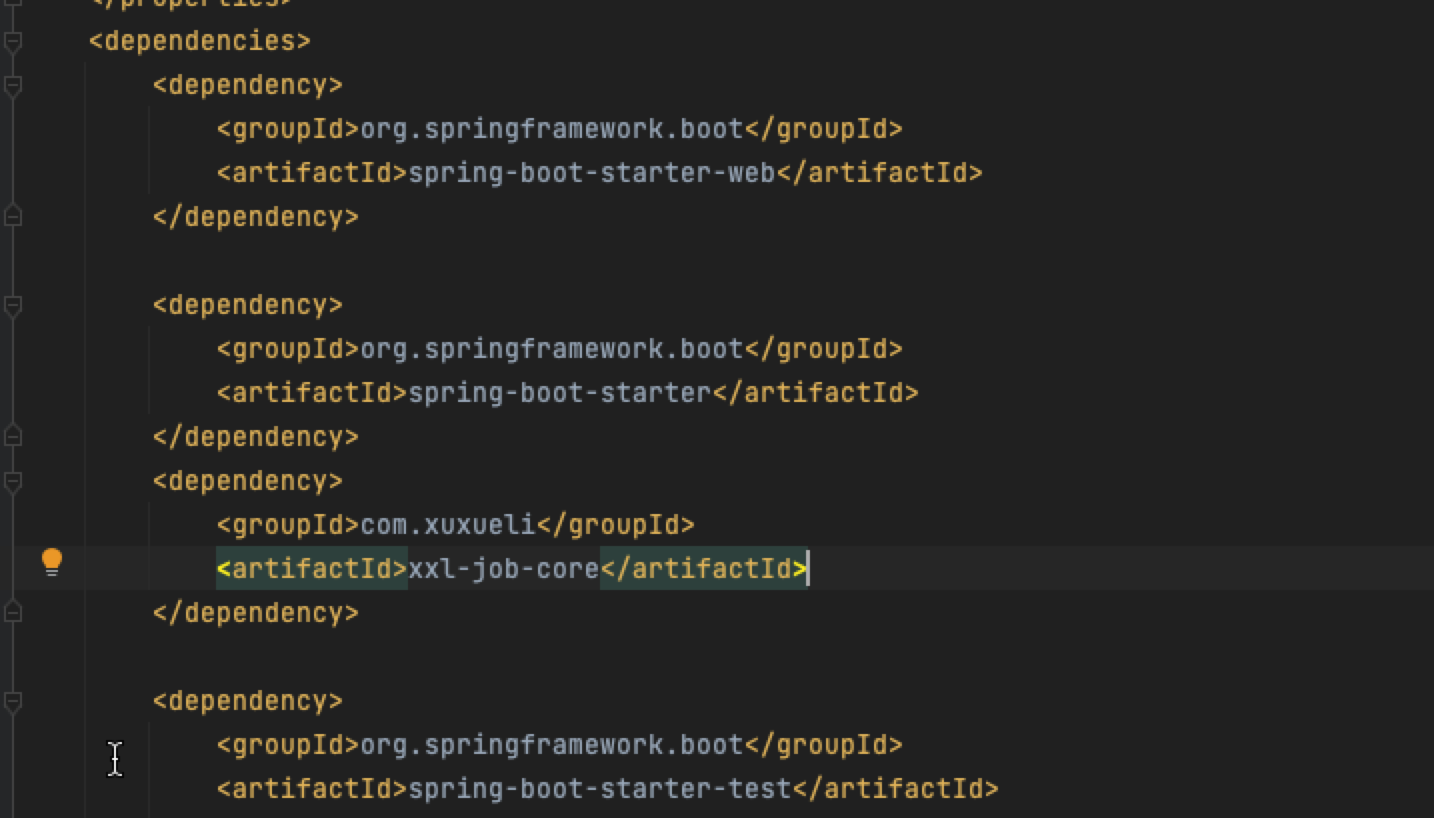 </properties>
<dependencies>
<dependency>
<groupId>org.springframework.boot</groupId>
<artifactId>spring-boot-starter-web</artifactId>
</dependency>
<dependency>
<groupId>org.springframework.boot</groupId>
<artifactId>spring-boot-starter</artifactId>
</dependency>
<dependency>
<groupId>com.xuxueli</groupId>
<artifactId>xxl-job-core</artifactId>
</dependency>
<dependency>
<groupId>org.springframework.boot</groupId>
<artifactId>spring-boot-starter-test</artifactId>